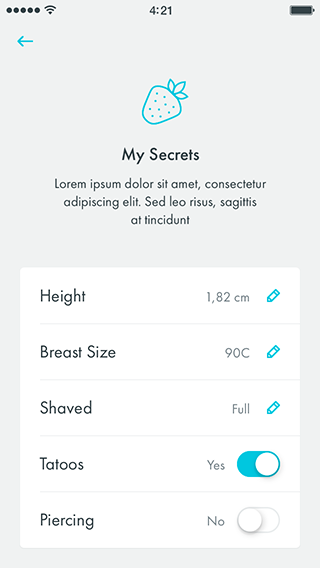 4:21
My Secrets
Lorem ipsum dolor sit amet, consectetur
adipiscing elit. Sed leo risus, sagittis
at tincidunt
Height 1,82 cm
Breast Size 90C
Shaved Full
Tatoos Yes
Piercing No